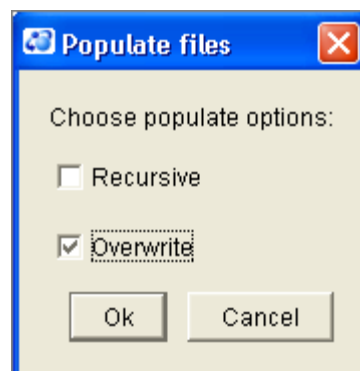 Populate files
Choose populate options:
Recursive
Overwrite
Ok Cancel